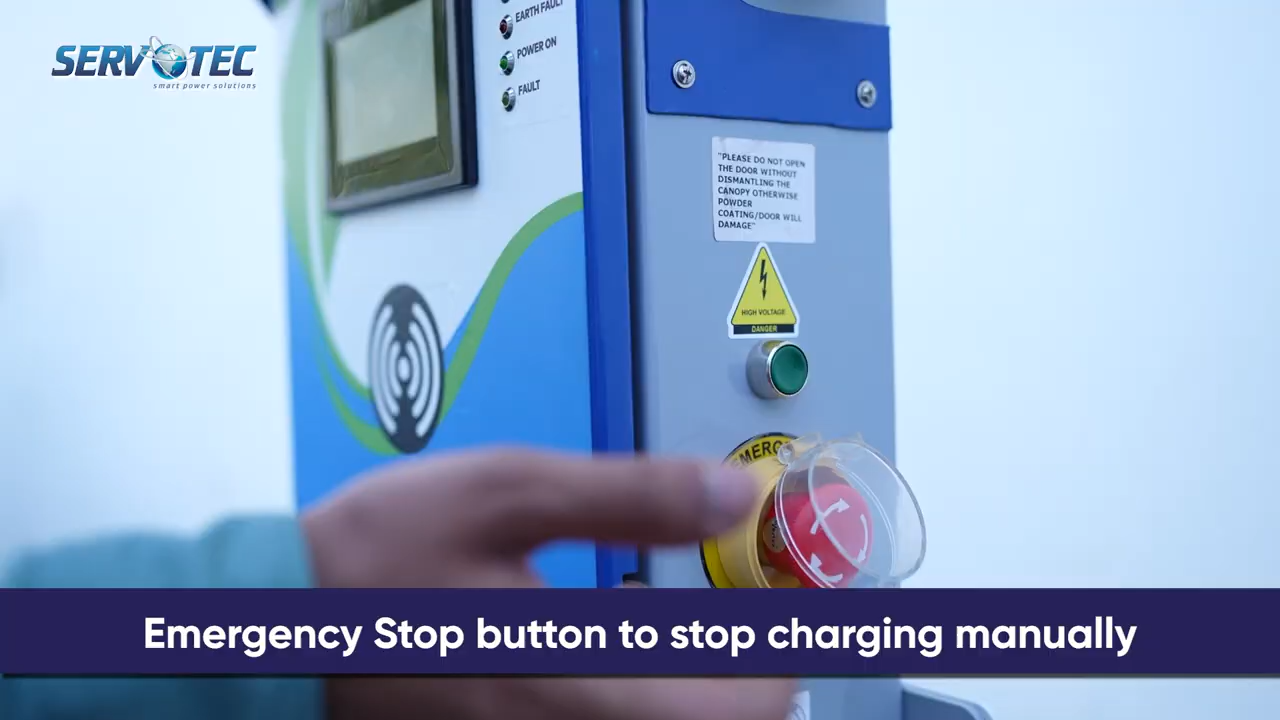 SERVOTEC
smart power solutions
EARTH FAULT
POWER ON
FAULT
"PLEASE DO NOT OPEN
THE DOOR WITHOUT
DISMANTLING THE
CANOPY OTHERWISE
POWDER
COATING/DOOR WILL
DAMAGE"
HIGH VOLTAGE
DANGER
Emergency Stop button to stop charging manually